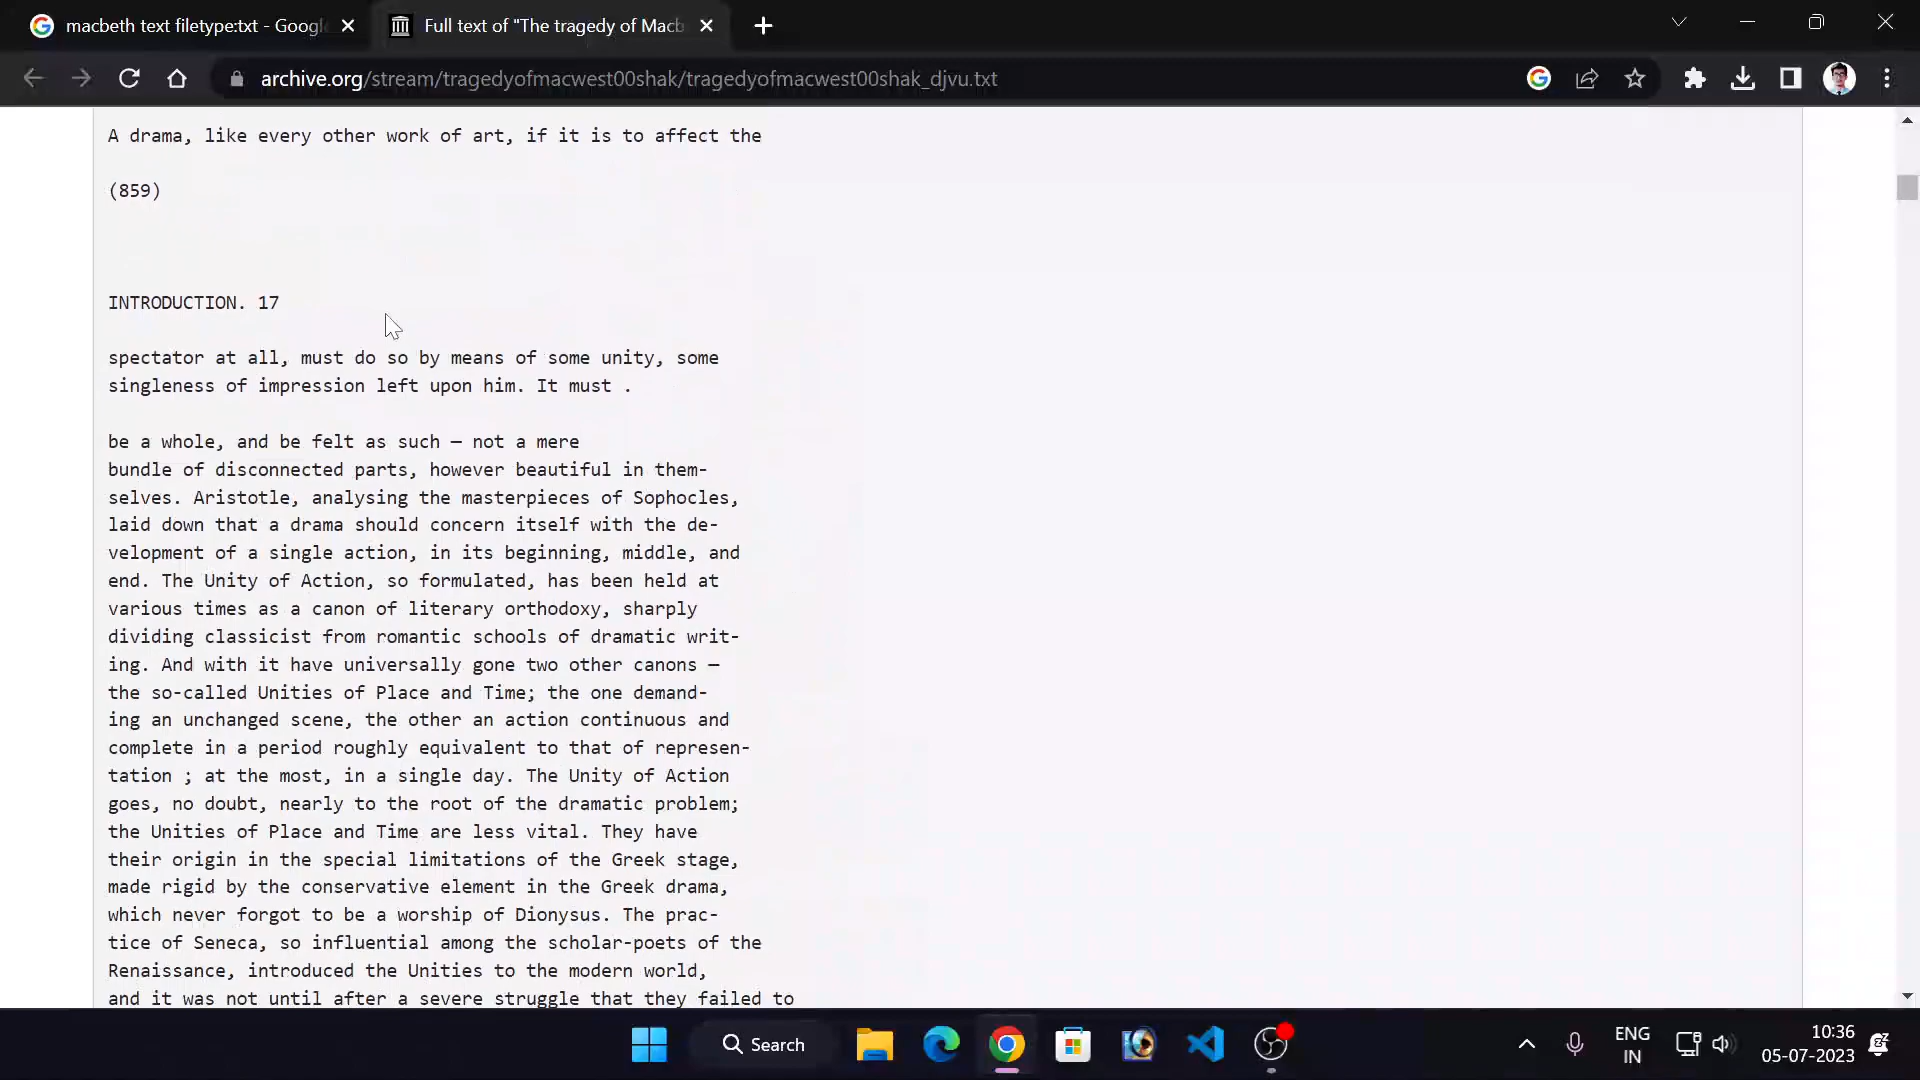 macbeth text filetype:txt - Googl
Full text of "The tragedy of Macb
archive.org/stream/tragedyofmacwest00shak/tragedyofmacwest00shak_djvu.txt
A drama, like every other work of art, if it is to affect the
(859)
INTRODUCTION. 17
spectator at all, must do so by means of some unity, some
singleness of impression left upon him. It must .
be a whole, and be felt as such — not a mere
bundle of disconnected parts, however beautiful in them-
selves. Aristotle, analysing the masterpieces of Sophocles,
laid down that a drama should concern itself with the de-
velopment of a single action, in its beginning, middle, and
end. The Unity of Action, so formulated, has been held at
various times as a canon of literary orthodoxy, sharply
dividing classicist from romantic schools of dramatic writ-
ing. And with it have universally gone two other canons —
the so-called Unities of Place and Time; the one demand-
ing an unchanged scene, the other an action continuous and
complete in a period roughly equivalent to that of represen-
tation ; at the most, in a single day. The Unity of Action
goes, no doubt, nearly to the root of the dramatic problem;
the Unities of Place and Time are less vital. They have
their origin in the special limitations of the Greek stage,
made rigid by the conservative element in the Greek drama,
which never forgot to be a worship of Dionysus. The prac-
tice of Seneca, so influential among the scholar-poets of the
Renaissance, introduced the Unities to the modern world,
and it was not until after a severe struggle that they failed to
Search
ENG
IN
10:36
05-07-2023